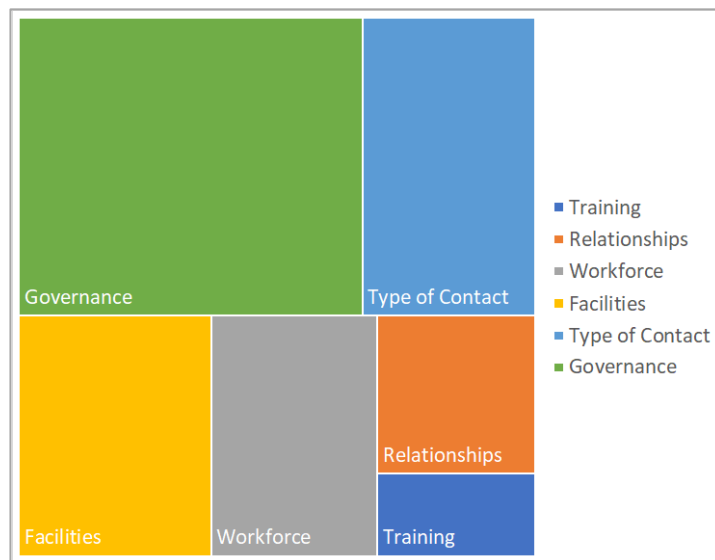 Governance
Type of Contact
Facilities
Workforce
Relationships
Training
Training
Relationships
Workforce
Facilities
Type of Contact
Governance